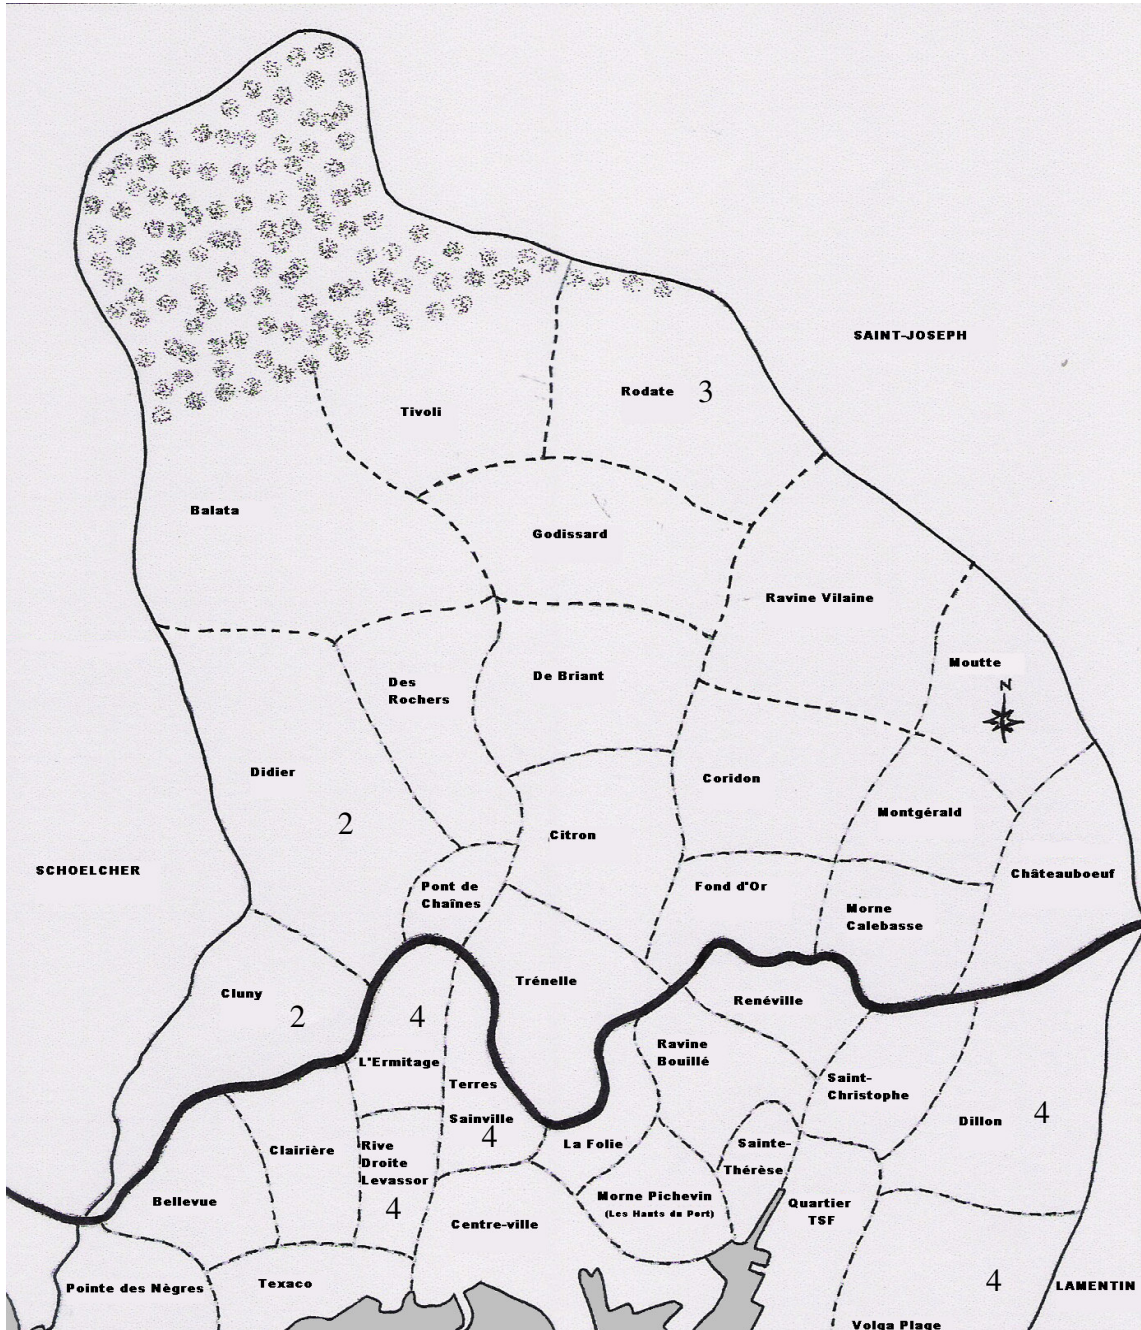 SAINT-JOSEPH
Rodate 3
Tivoli
Balata
Godissard
Ravine Vilaine
Moutte
N
De Briant
Des
Rochers
Didier
2
Coridon
Montgérald
Citron
SCHOELCHER
Châteauboeuf
Pont de
Chaînes
Fond d'Or
Morne
Calebasse
Trénelle
Cluny
2
4
Renéville
L'Ermitage
Ravine
Bouillé
Terres
Sainville
4
Saint-
Christophe
Dillon 4
Clairière
Rive
Droite
Levassor
4
La Folie
Sainte-
Thérèse
Bellevue
Morne Pichevin
(Les Hauts du Port)
Quartier
TSF
Centre-ville
Pointe des Nègres
Texaco
4
LAMENTIN
Volga Plage